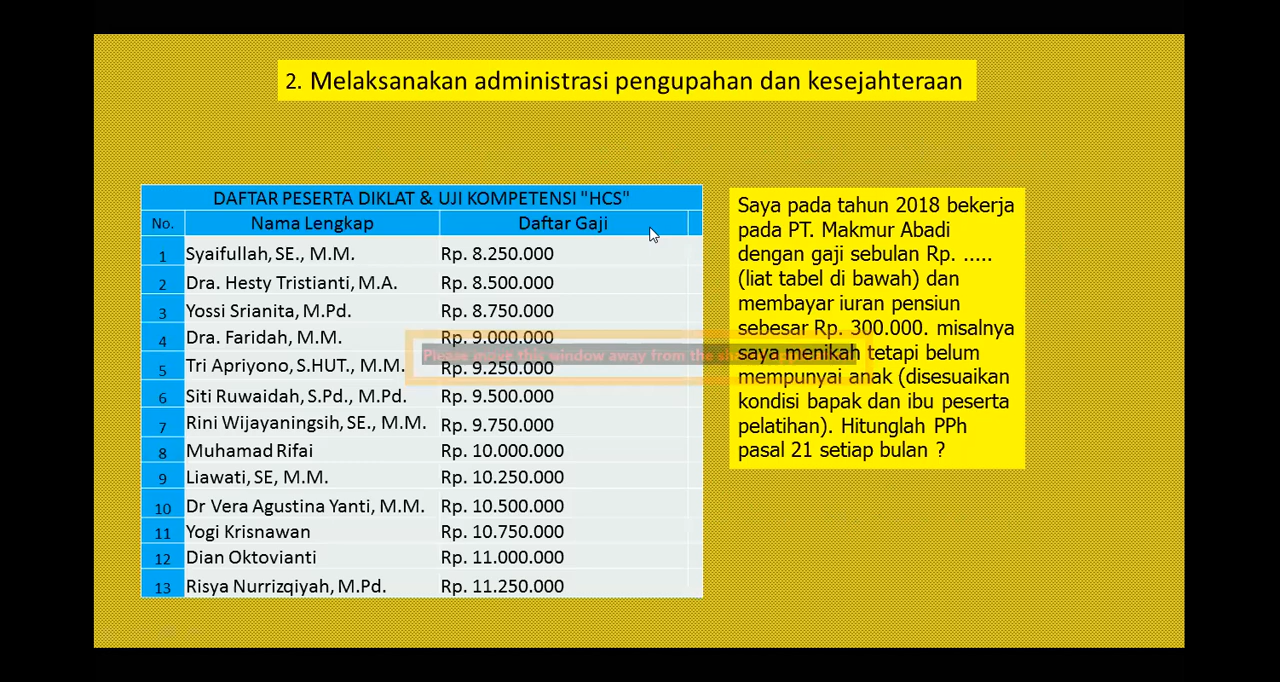 2. Melaksanakan administrasi pengupahan dan kesejahteraan
DAFTAR PESERTA DIKLAT & UJI KOMPETENSI "HCS"
No. Nama Lengkap Daftar Gaji
1 Syaifullah, SE., M.M. Rp. 8.250.000
2 Dra. Hesty Tristianti, M.A. Rp. 8.500.000
3 Yossi Srianita, M.Pd. Rp. 8.750.000
4 Dra. Faridah, M.M. Rp. 9.000.000
5 Tri Apriyono, S.HUT., M.M. Rp. 9.250.000
6 Siti Ruwaidah, S.Pd., M.Pd. Rp. 9.500.000
7 Rini Wijayaningsih, SE., M.M. Rp. 9.750.000
8 Muhamad Rifai Rp. 10.000.000
9 Liawati, SE, M.M. Rp. 10.250.000
10 Dr Vera Agustina Yanti, M.M. Rp. 10.500.000
11 Yogi Krisnawan Rp. 10.750.000
12 Dian Oktovianti Rp. 11.000.000
13 Risya Nurrizqiyah, M.Pd. Rp. 11.250.000
Please move this window away from the
Saya pada tahun 2018 bekerja
pada PT. Makmur Abadi
dengan gaji sebulan Rp. .....
(liat tabel di bawah) dan
membayar iuran pensiun
sebesar Rp. 300.000. misalnya
saya menikah tetapi belum
mempunyai anak (disesuaikan
kondisi bapak dan ibu peserta
pelatihan). Hitunglah PPh
pasal 21 setiap bulan ?